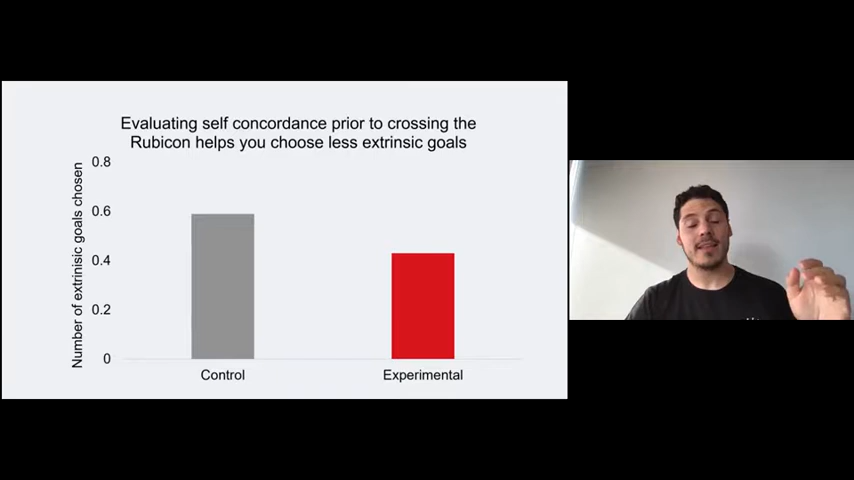 Evaluating self concordance prior to crossing the
Rubicon helps you choose less extrinsic goals
Number of extrinisic goals chosen
0.8
0.6
0.4
0.2
0
Control
Experimental